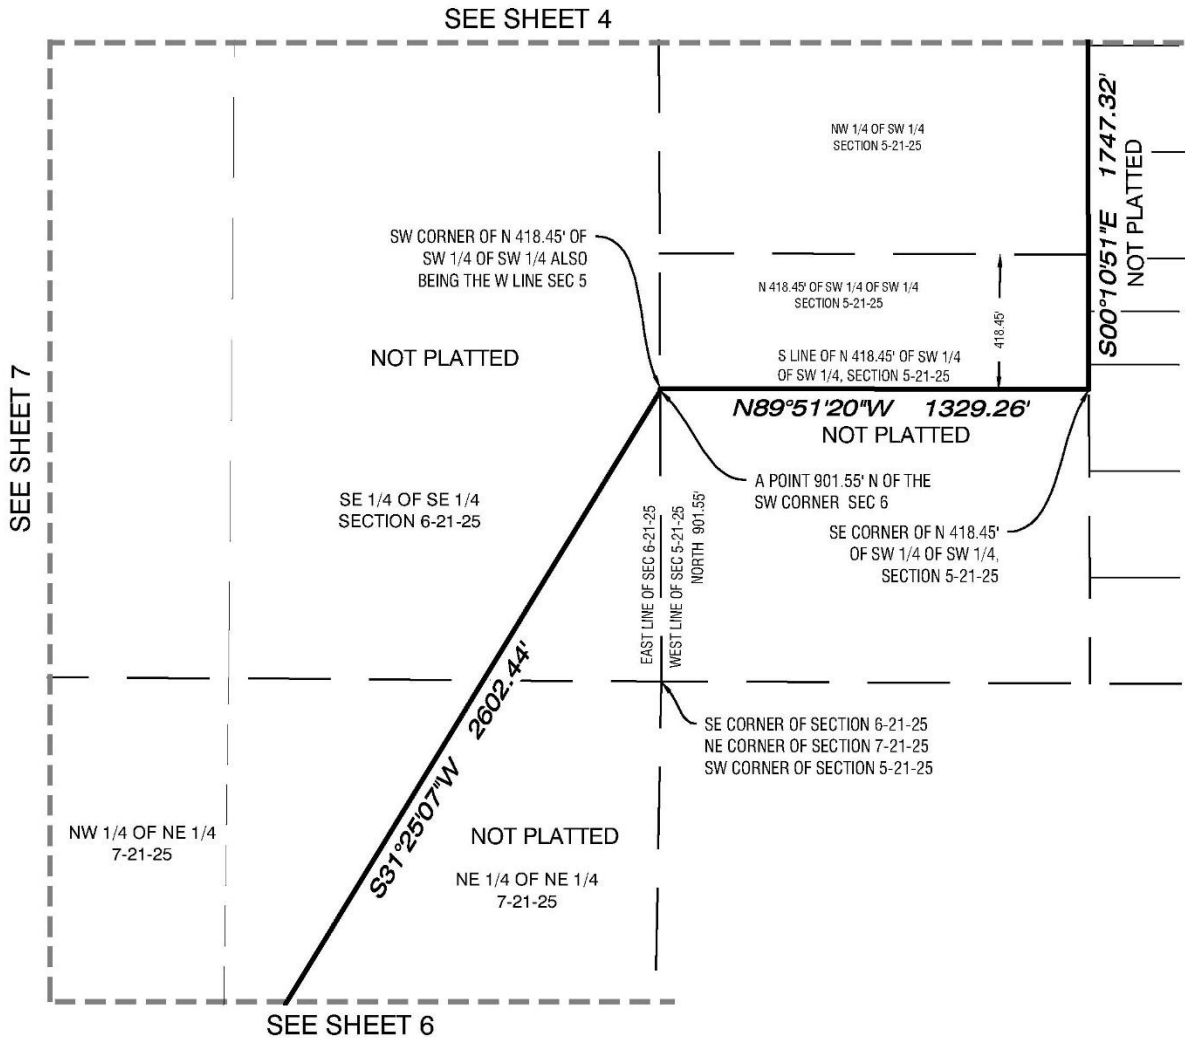 SEE SHEET 4
NW 1/4 OF SW 1/4
SECTION 5-21-25
S00°10'51"E 1747.32'
NOT PLATTED
SW CORNER OF N 418.45' OF
SW 1/4 OF SW 1/4 ALSO
BEING THE W LINE SEC 5
N 418.45' OF SW 1/4 OF SW 1/4
SECTION 5-21-25
418.45'
NOT PLATTED
S LINE OF N 418.45' OF SW 1/4
OF SW 1/4, SECTION 5-21-25
N89°51'20"W 1329.26'
NOT PLATTED
SEE SHEET 7
SE 1/4 OF SE 1/4
SECTION 6-21-25
A POINT 901.55' N OF THE
SW CORNER SEC 6
SE CORNER OF N 418.45'
OF SW 1/4 OF SW 1/4,
SECTION 5-21-25
EAST LINE OF SEC 6-21-25
WEST LINE OF SEC 5-21-25
NORTH 901.55'
S31°25'07"W 2602.44'
SE CORNER OF SECTION 6-21-25
NE CORNER OF SECTION 7-21-25
SW CORNER OF SECTION 5-21-25
NW 1/4 OF NE 1/4
7-21-25
NOT PLATTED
NE 1/4 OF NE 1/4
7-21-25
SEE SHEET 6